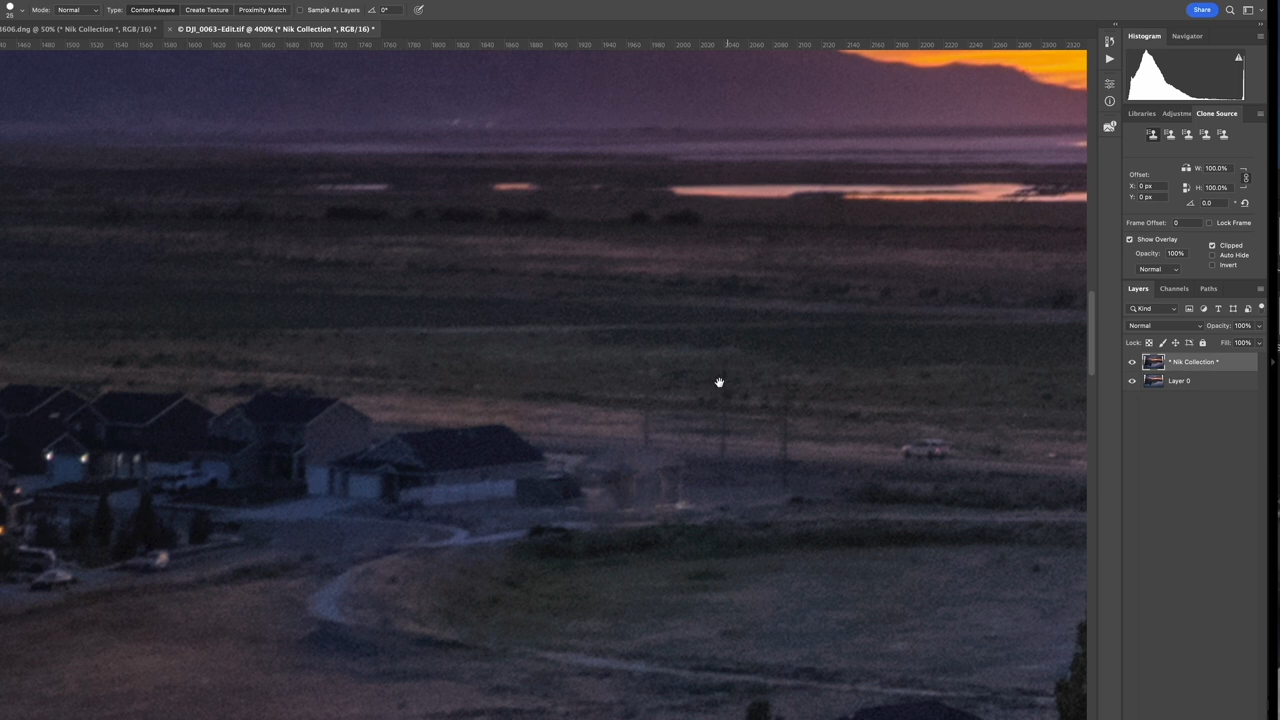 25 Mode: Normal Type: Content-Aware Create Texture Proximity Match Sample All Layers 0° Share
3606.dng @ 50% (* Nik Collection *, RGB/16) * × © DJI_0063-Edit.tif @ 400% (* Nik Collection *, RGB/16) *
1460 1480 1500 1520 1540 1560 1580 1600 1620 1640 1660 1680 1700 1720 1740 1760 1780 1800 1820 1840 1860 1880 1900 1920 1940 1960 1980 2000 2020 2040 2060 2080 2100 2120 2140 2160 2180 2200 2220 2240 2260 2280 2300 2320
Histogram Navigator
Libraries Adjustme Clone Source
Offset: W: 100.0%
X: 0 px H: 100.0%
Y: 0 px 0.0 °
Frame Offset: 0 Lock Frame
Show Overlay Clipped
Opacity: 100% Auto Hide
Normal Invert
Layers Channels Paths
Kind
Normal Opacity: 100%
Lock: Fill: 100%
* Nik Collection *
Layer 0